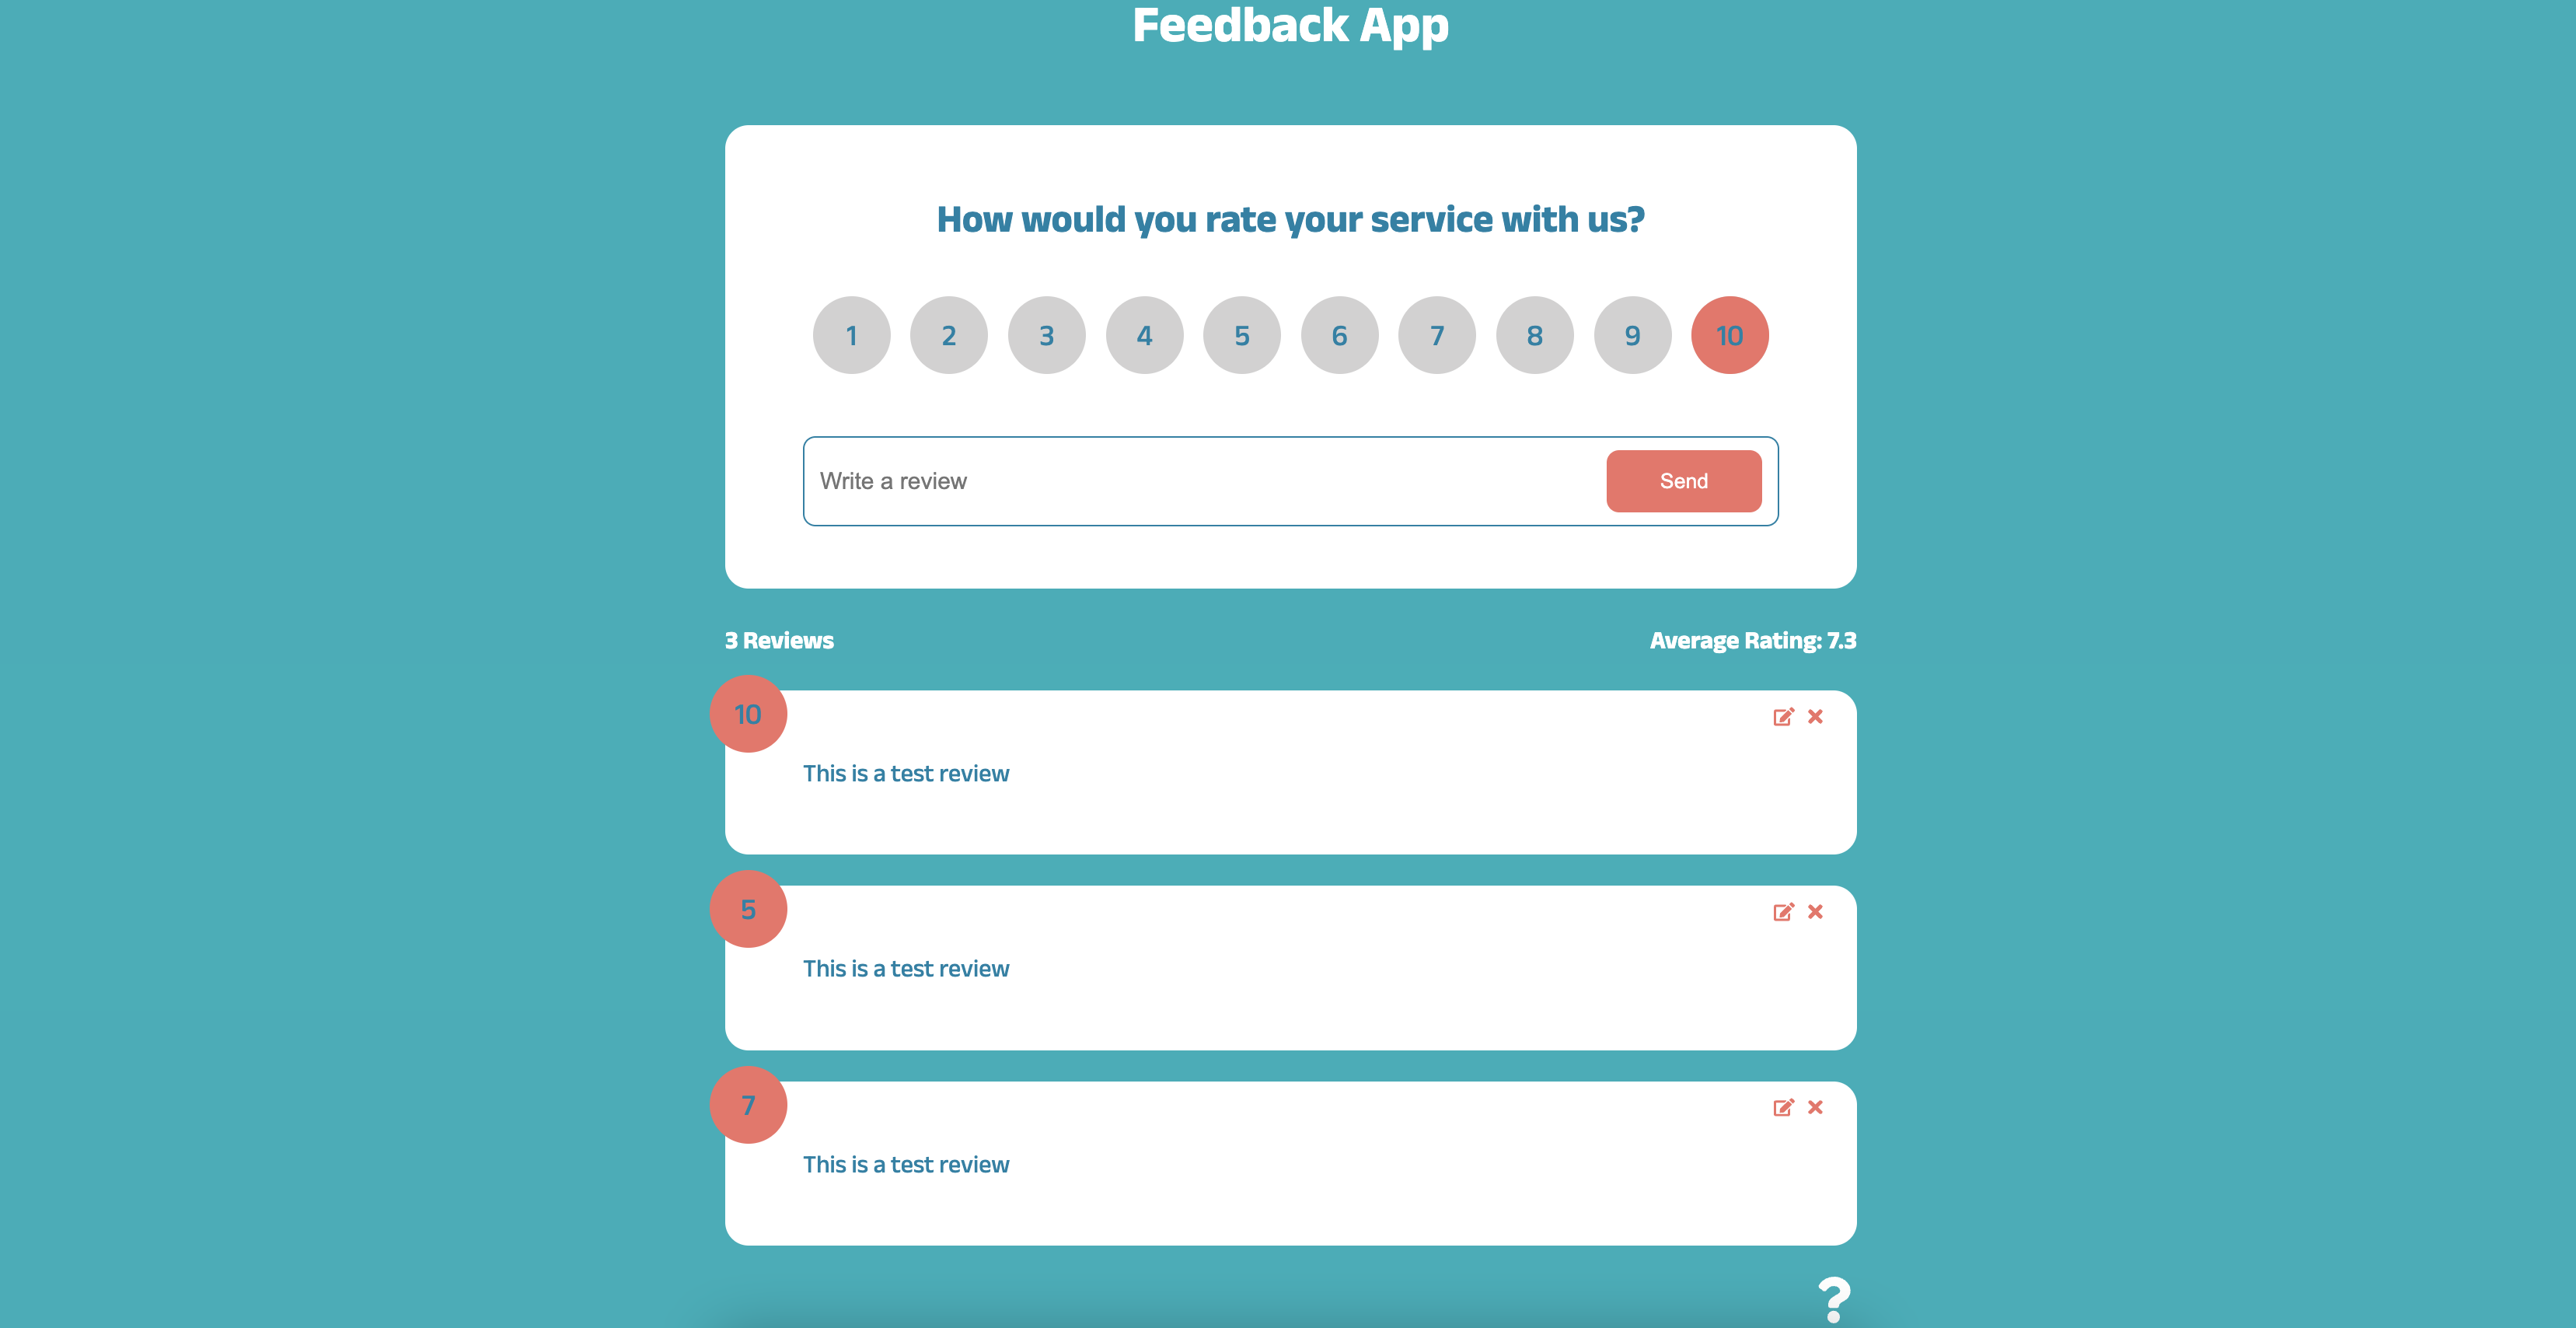 Feedback App
How would you rate your service with us?
1 2 3 4 5 6 7 8 9 10
Write a review Send
3 Reviews Average Rating: 7.3
10
This is a test review
5
This is a test review
7
This is a test review
?